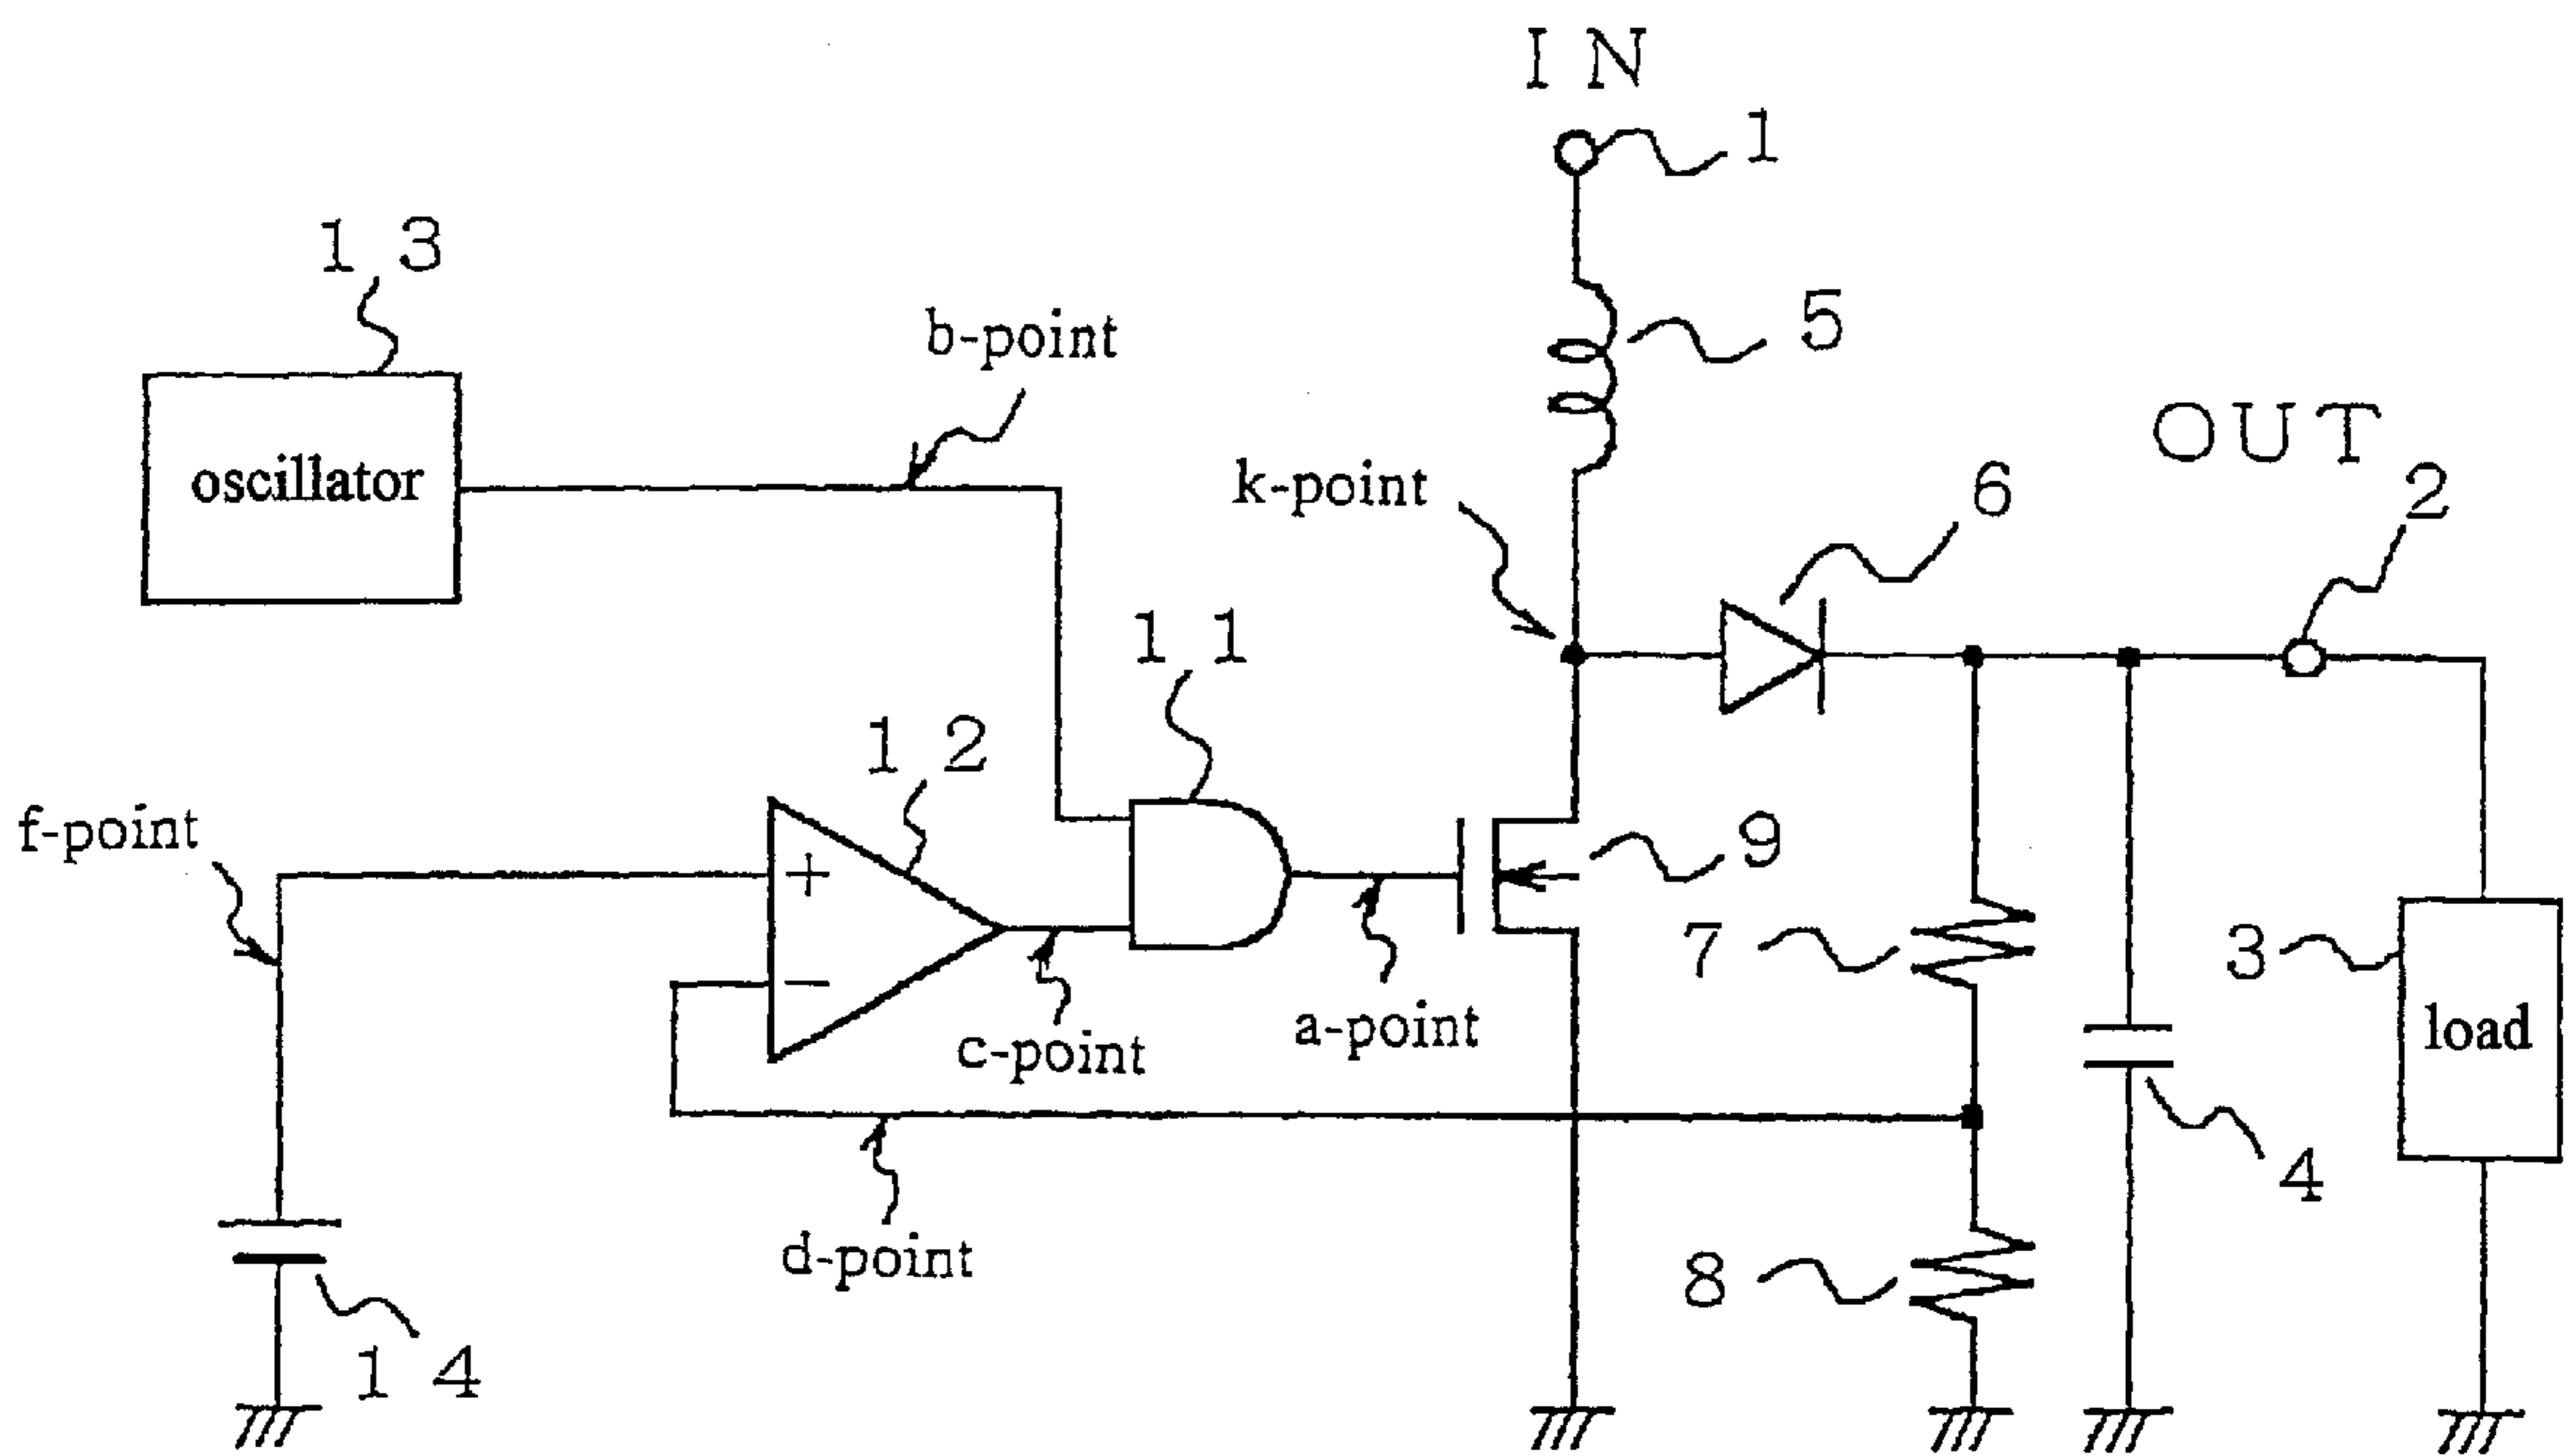 IN
1
13
5
b-point
OUT
oscillator
k-point
6
2
11
12
f-point
+
9
7
3
−
load
a-point
c-point
4
d-point
8
14